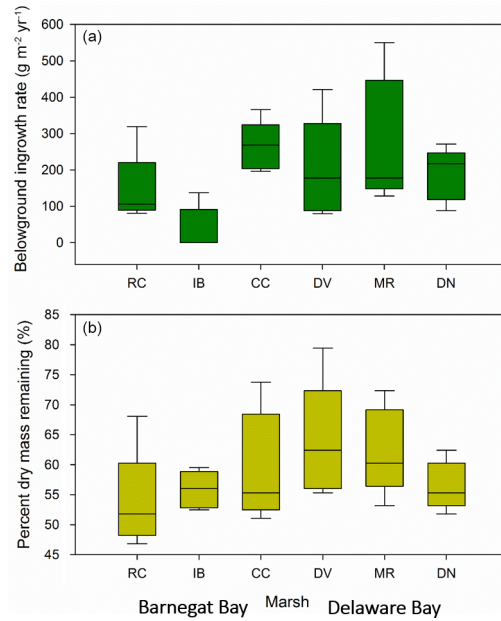 (a)
Belowground ingrowth rate (g m⁻² yr⁻¹)
600
500
400
300
200
100
0
RC IB CC DV MR DN
(b)
Percent dry mass remaining (%)
85
80
75
70
65
60
55
50
45
RC IB CC DV MR DN
Barnegat Bay Marsh Delaware Bay